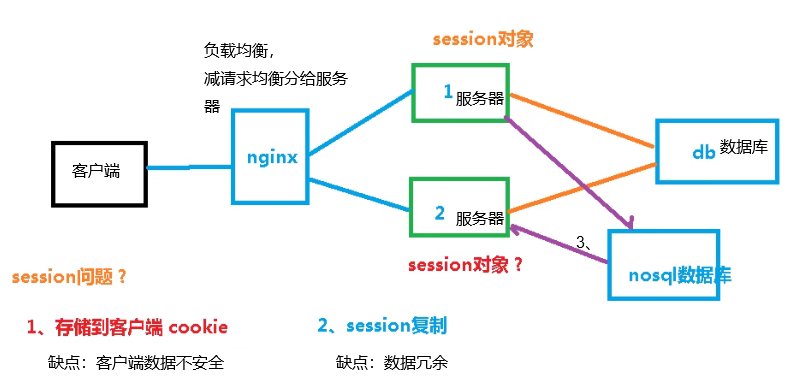 session对象
负载均衡，
减请求均衡分给服务
器
1 服务器
nginx
客户端
db 数据库
2 服务器
3、
session对象？
nosql数据库
session问题？
1、存储到客户端 cookie
2、session复制
缺点：客户端数据不安全
缺点：数据冗余